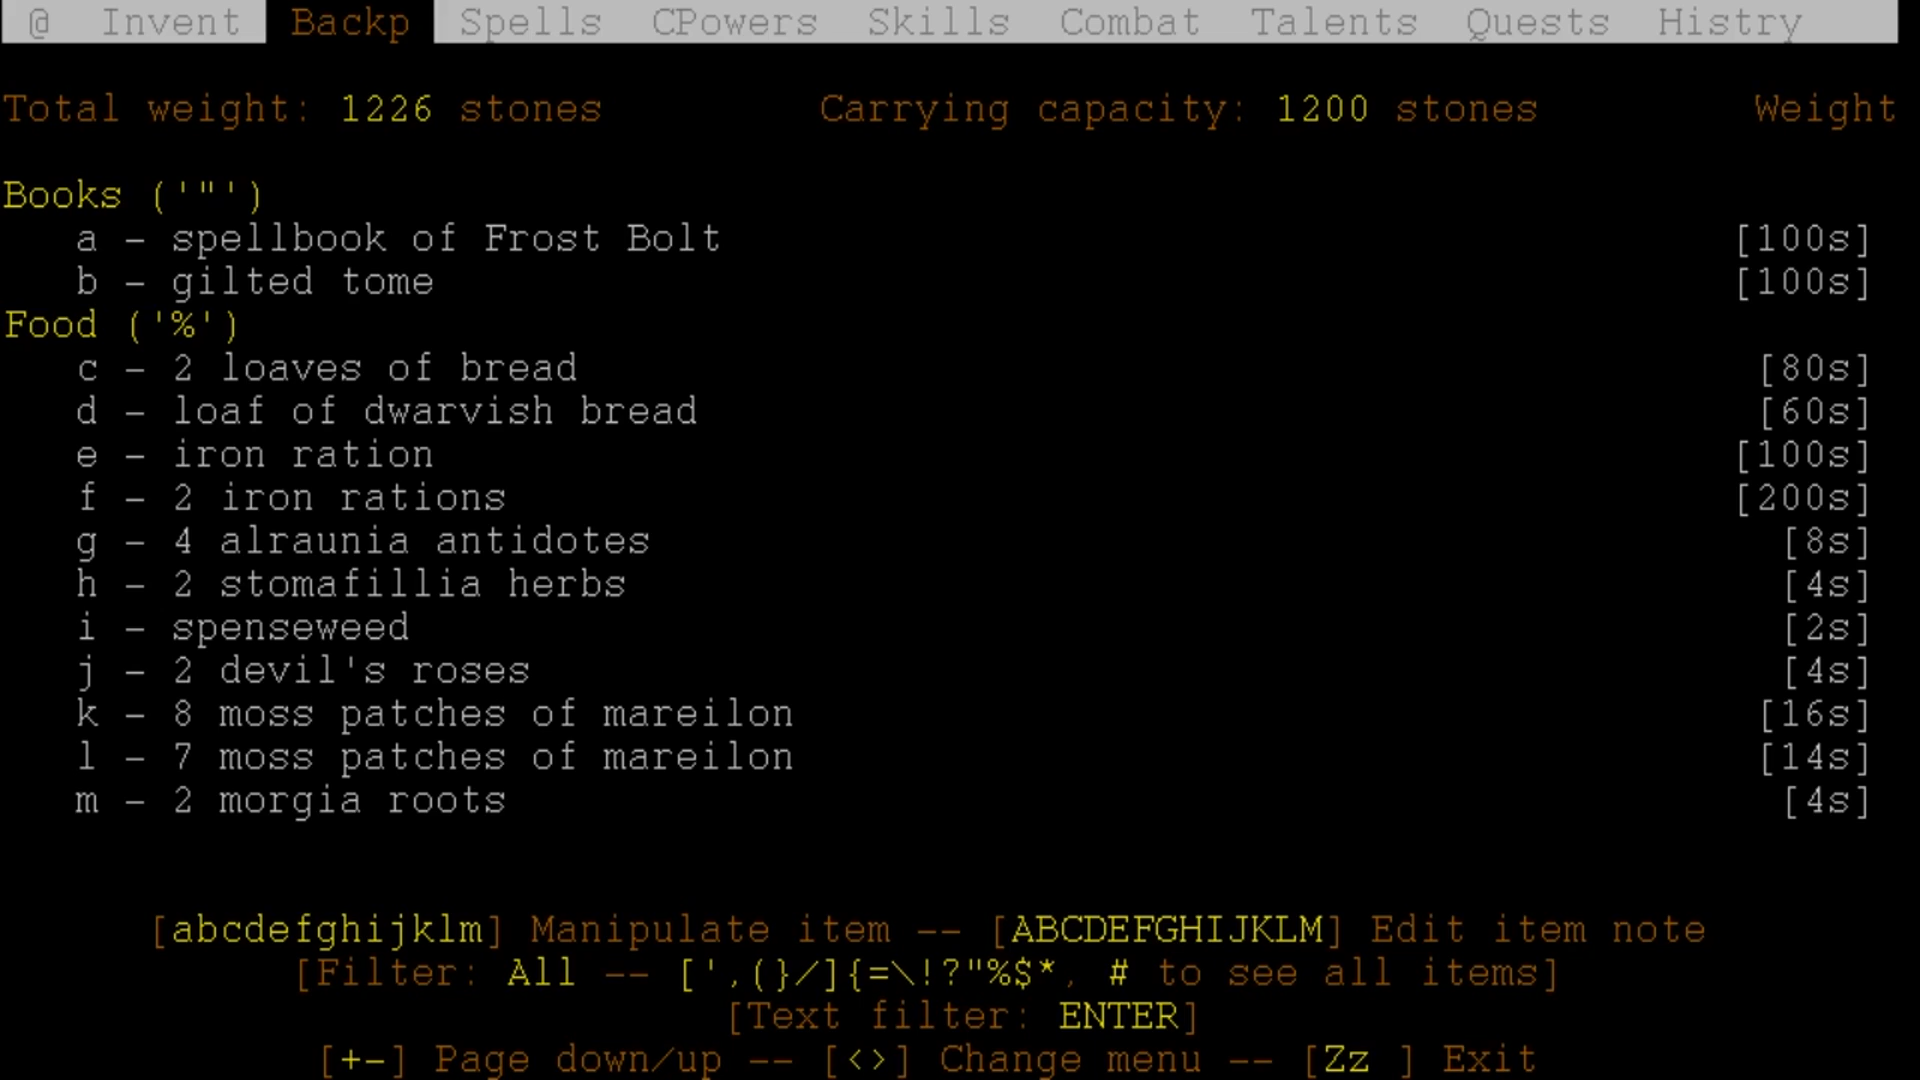 @ Invent Backp Spells CPowers Skills Combat Talents Quests Histry
Total weight: 1226 stones Carrying capacity: 1200 stones Weight
Books ('"')
a - spellbook of Frost Bolt [100s]
b - gilted tome [100s]
Food ('%')
c - 2 loaves of bread [80s]
d - loaf of dwarvish bread [60s]
e - iron ration [100s]
f - 2 iron rations [200s]
g - 4 alraunia antidotes [8s]
h - 2 stomafillia herbs [4s]
i - spenseweed [2s]
j - 2 devil's roses [4s]
k - 8 moss patches of mareilon [16s]
l - 7 moss patches of mareilon [14s]
m - 2 morgia roots [4s]
[abcdefghijklm] Manipulate item -- [ABCDEFGHIJKLM] Edit item note
[Filter: All -- [',(}/]{=\!?"%$*, # to see all items]
[Text filter: ENTER]
[+-] Page down/up -- [<>] Change menu -- [Zz ] Exit